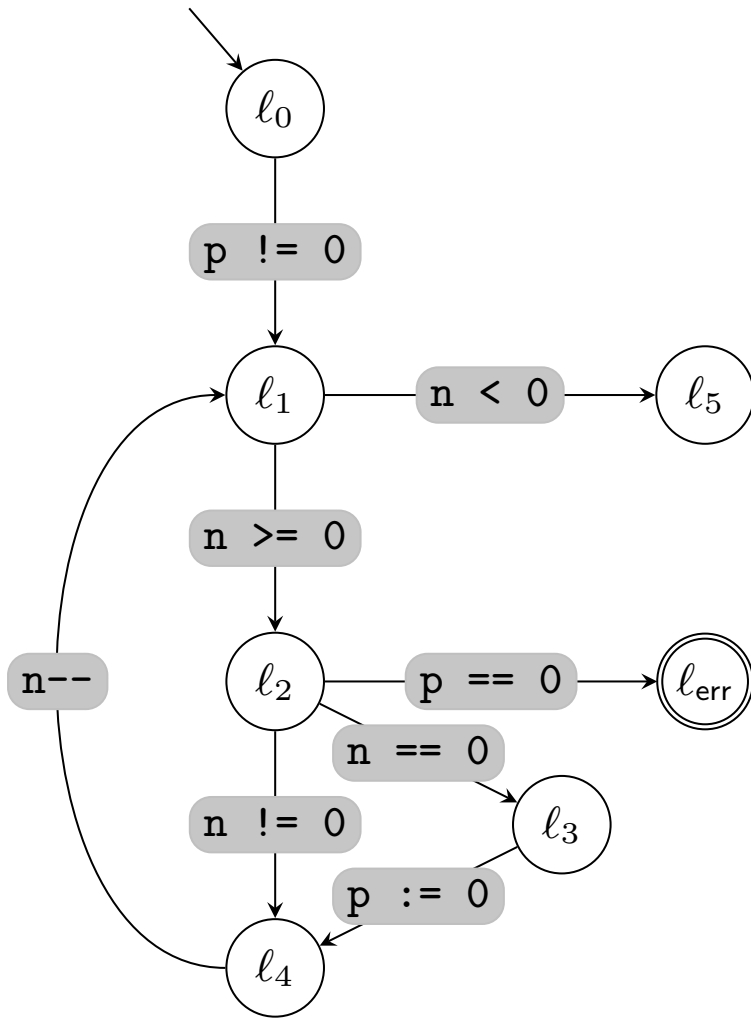 ℓ₀
p != 0
ℓ₁
n < 0
ℓ₅
n >= 0
n--
ℓ₂
p == 0
ℓerr
n == 0
n != 0
ℓ₃
p := 0
ℓ₄